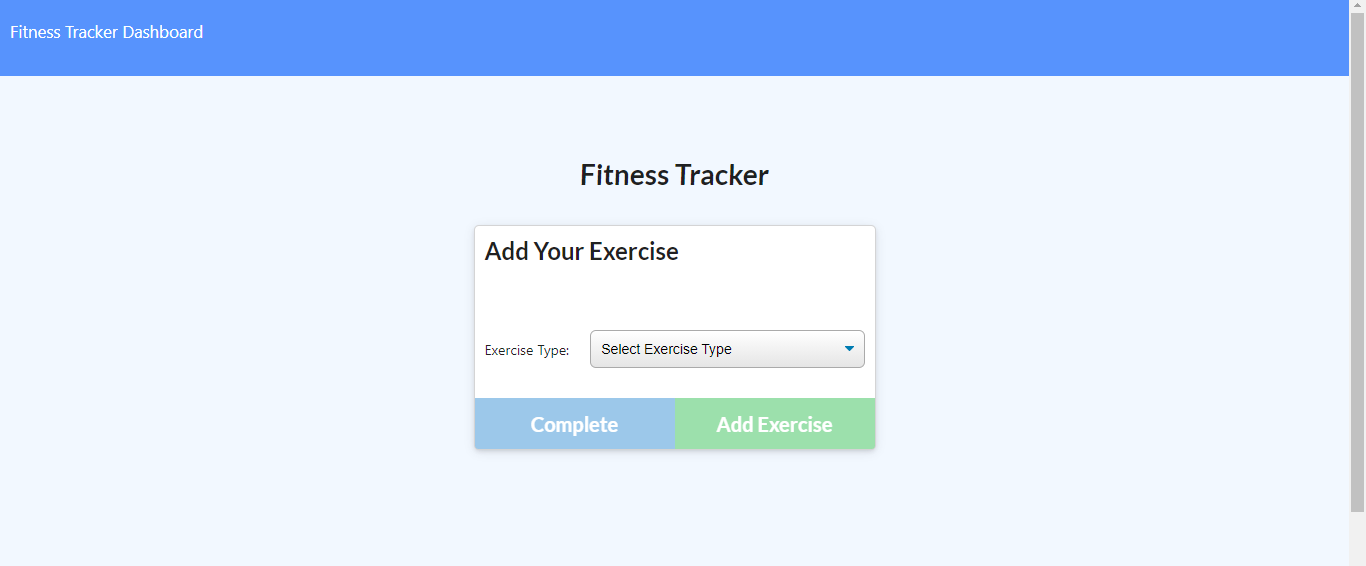 Fitness Tracker Dashboard
Fitness Tracker
Add Your Exercise
Exercise Type: Select Exercise Type
Complete Add Exercise